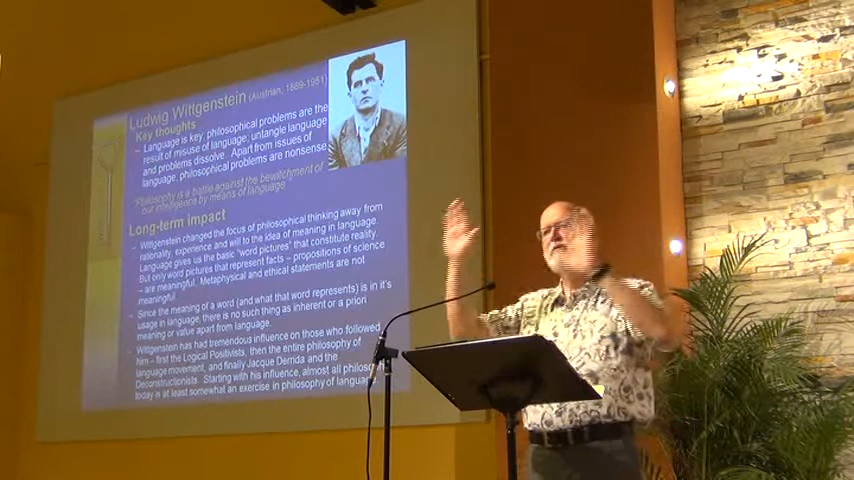 Ludwig Wittgenstein (Austrian, 1889-1951)
Key thoughts
– Language is key: philosophical problems are the
result of misuse of language; untangle language
and problems dissolve. Apart from issues of
language, philosophical problems are nonsense
"Philosophy is a battle against the bewitchment of
our intelligence by means of language"
Long-term impact
– Wittgenstein changed the focus of philosophical thinking away from
rationality, experience and will to the idea of meaning in language.
Language gives us the basic "word pictures" that constitute reality.
But only word pictures that represent facts – propositions of science
– are meaningful. Metaphysical and ethical statements are not
meaningful.
– Since the meaning of a word (and what that word represents) is in it's
usage in language, there is no such thing as inherent or a priori
meaning or value apart from language.
– Wittgenstein has had tremendous influence on those who followed
him – first the Logical Positivists, then the entire philosophy of
language movement, and finally Jacque Derrida and the
Deconstructionists. Starting with his influence, almost all philosophy
today is at least somewhat an exercise in philosophy of language.